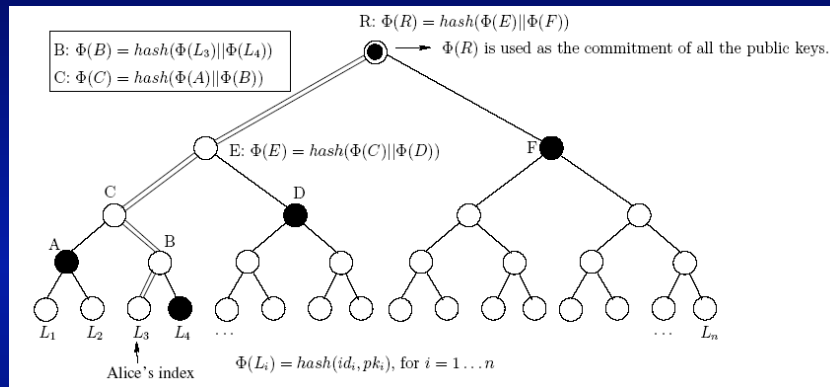 R: Φ(R) = hash(Φ(E)||Φ(F))
B: Φ(B) = hash(Φ(L₃)||Φ(L₄))
C: Φ(C) = hash(Φ(A)||Φ(B))
Φ(R) is used as the commitment of all the public keys.
E: Φ(E) = hash(Φ(C)||Φ(D))
F
C
D
A
B
L₁ L₂ L₃ L₄ ... ... Lₙ
Alice's index
Φ(Lᵢ) = hash(idᵢ, pkᵢ), for i = 1...n